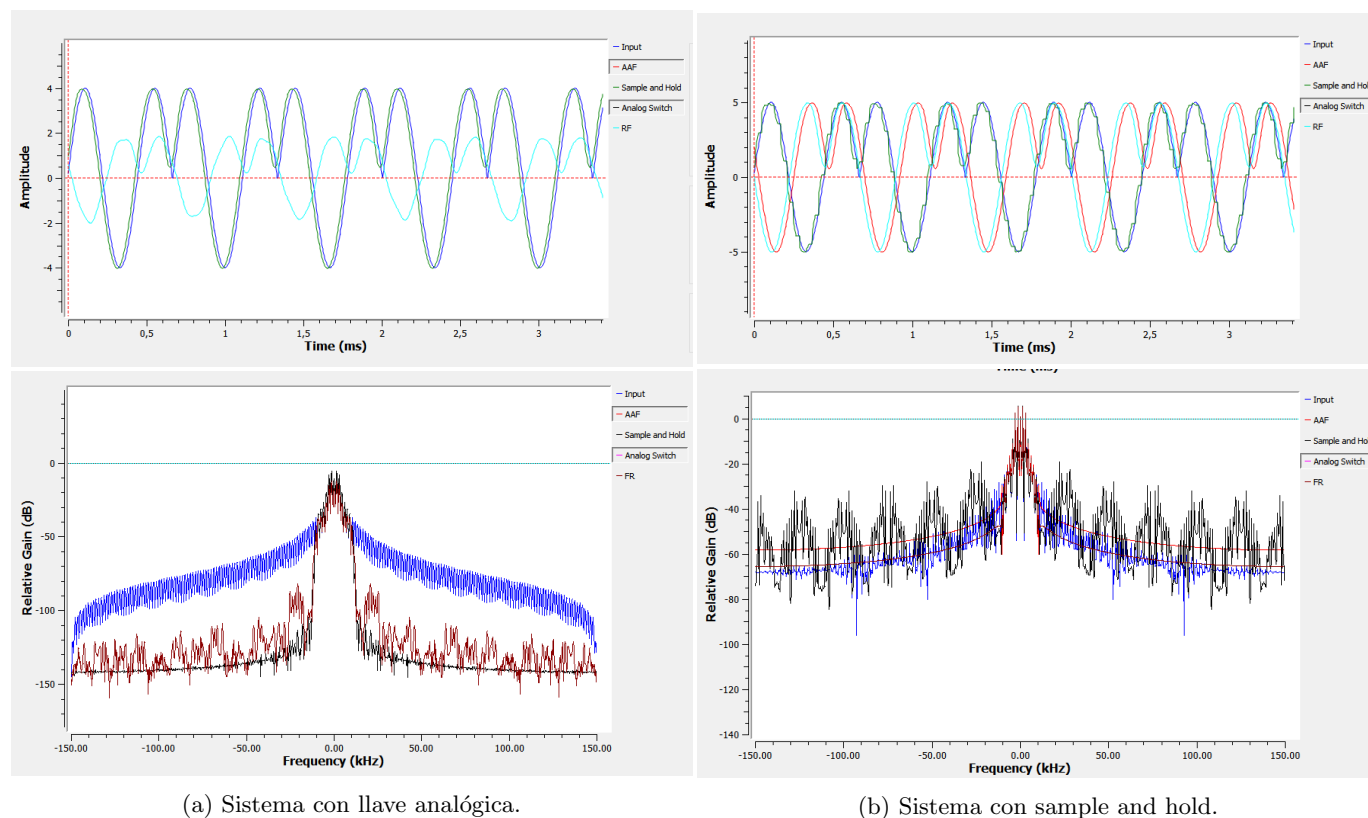 Amplitude
4
2
0
-2
-4
0
0,5
1
1,5
2
2,5
3
Time (ms)
Input
AAF
Sample and Hold
Analog Switch
RF
Amplitude
5
0
-5
0
0,5
1
1,5
2
2,5
3
Time (ms)
Input
AAF
Sample and Hol
Analog Switch
RF
Relative Gain (dB)
0
-50
-100
-150
-150.00
-100.00
-50.00
0.00
50.00
100.00
150.00
Frequency (kHz)
Input
AAF
Sample and Hold
Analog Switch
FR
Relative Gain (dB)
0
-20
-40
-60
-80
-100
-120
-140
-150.00
-100.00
-50.00
0.00
50.00
100.00
150.00
Frequency (kHz)
Input
AAF
Sample and Hol
Analog Switch
FR
(a) Sistema con llave analógica.
(b) Sistema con sample and hold.